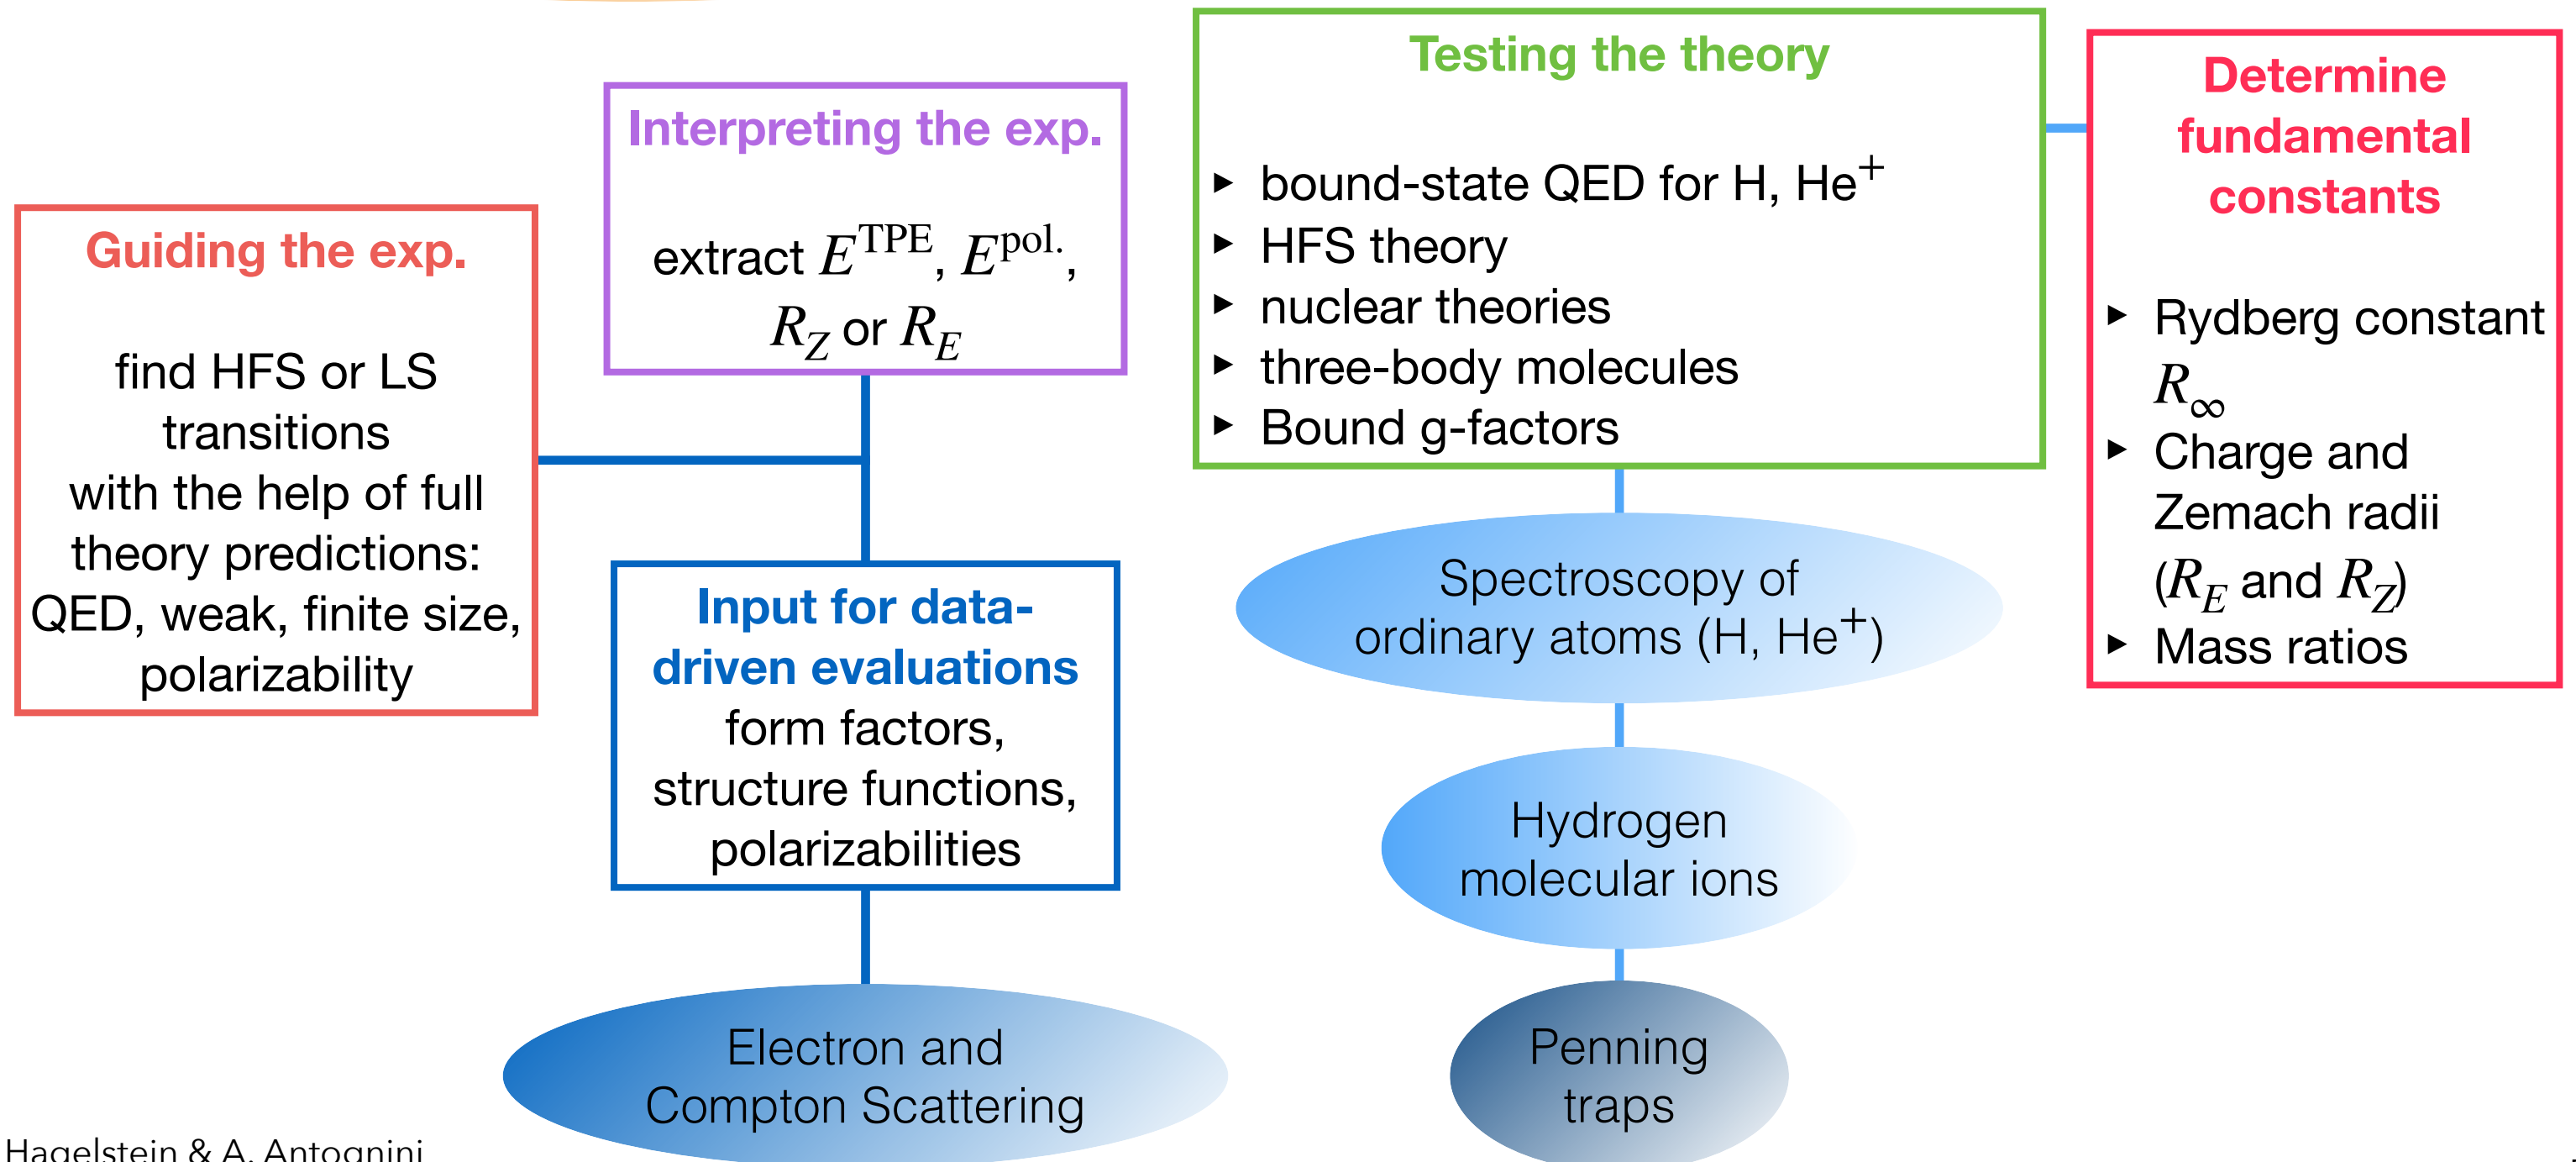 Guiding the exp.
find HFS or LS
transitions
with the help of full
theory predictions:
QED, weak, finite size,
polarizability
Interpreting the exp.
extract E^TPE, E^pol.,
R_Z or R_E
Input for data-
driven evaluations
form factors,
structure functions,
polarizabilities
Electron and
Compton Scattering
Testing the theory
▸ bound-state QED for H, He⁺
▸ HFS theory
▸ nuclear theories
▸ three-body molecules
▸ Bound g-factors
Spectroscopy of
ordinary atoms (H, He⁺)
Hydrogen
molecular ions
Penning
traps
Determine
fundamental
constants
▸ Rydberg constant
R_∞
▸ Charge and
Zemach radii
(R_E and R_Z)
▸ Mass ratios
Hagelstein & A. Antognini